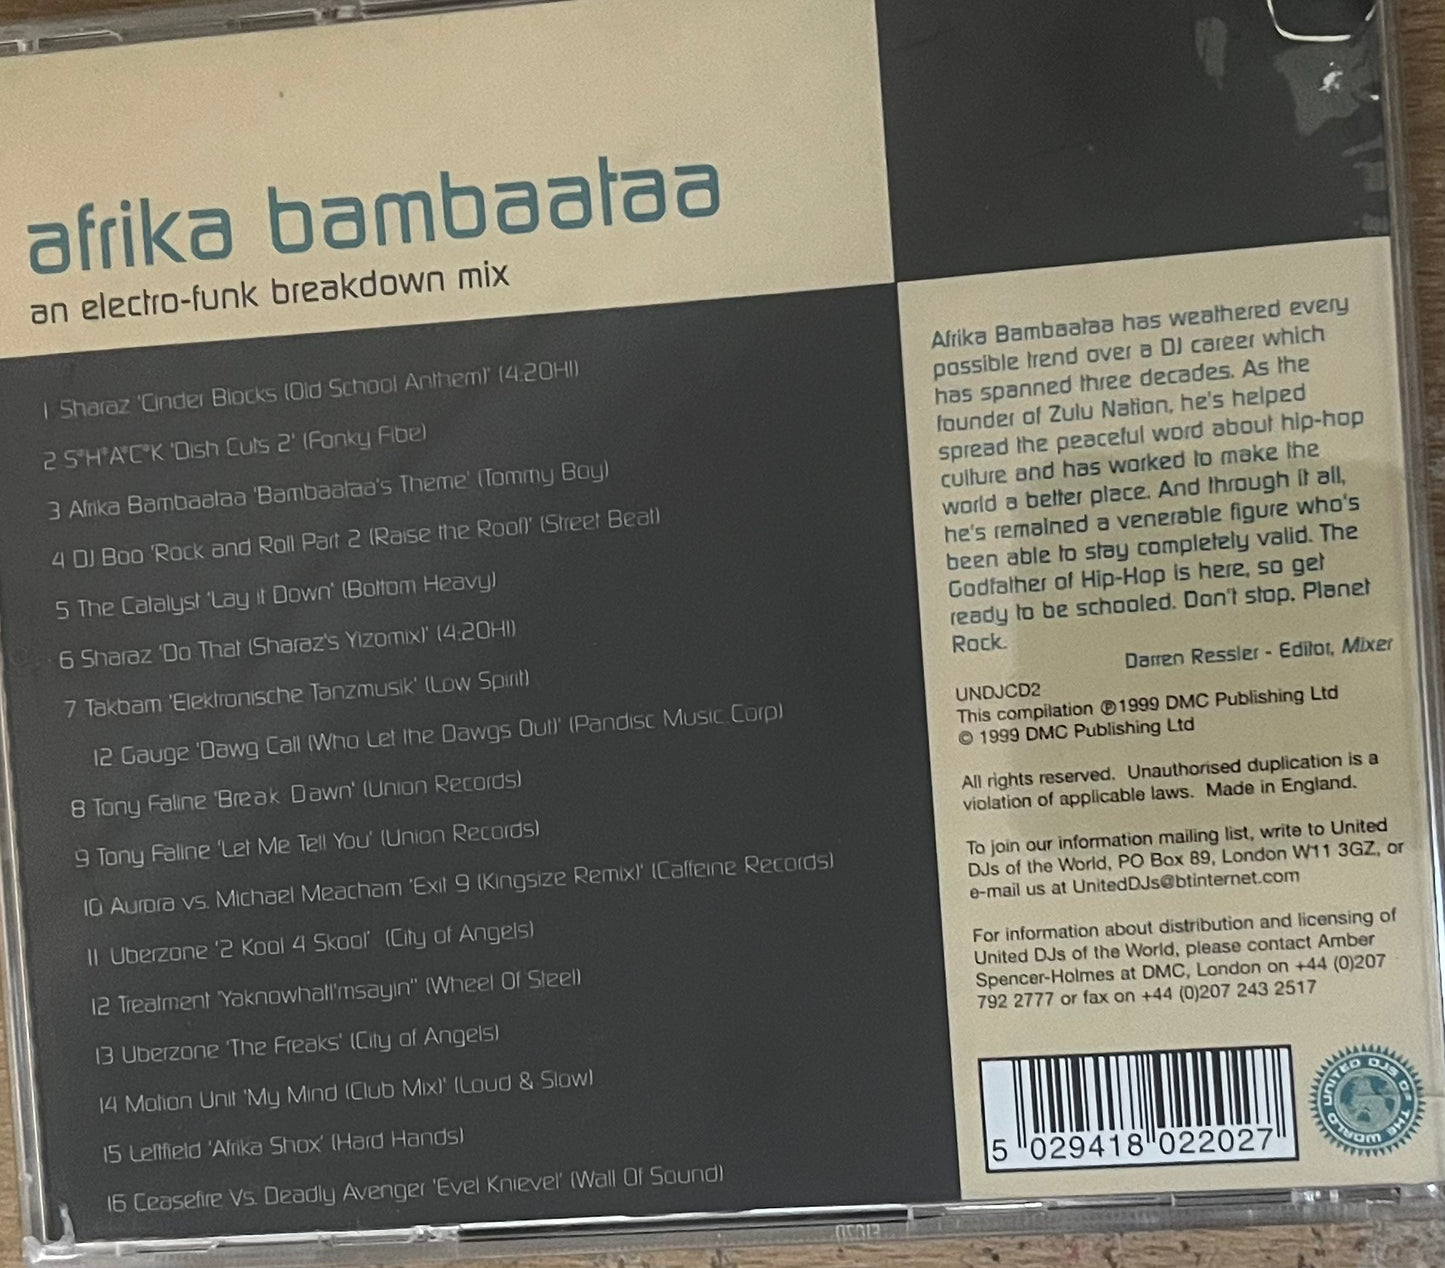 afrika bambaataa
an electro-funk breakdown mix
1 Sharaz 'Cinder Blocks (Old School Anthem)' (4:20HI)
2 S*H*A*C*K 'Dish Cuts 2' (Fonky Fibe)
3 Afrika Bambaataa 'Bambaataa's Theme' (Tommy Boy)
4 DJ Boo 'Rock and Roll Part 2 (Raise the Roof)' (Street Beat)
5 The Catalyst 'Lay it Down' (Bottom Heavy)
6 Sharaz 'Do That (Sharaz's Yizomix)' (4:20HI)
7 Takbam 'Elektronische Tanzmusik' (Low Spirit)
12 Gauge 'Dawg Call (Who Let the Dawgs Out)' (Pandisc Music Corp)
8 Tony Faline 'Break Dawn' (Union Records)
9 Tony Faline 'Let Me Tell You' (Union Records)
10 Aurora vs. Michael Meacham 'Exit 9 (Kingsize Remix)' (Caffeine Records)
11 Uberzone '2 Kool 4 Skool' (City of Angels)
12 Treatment 'Yaknowhatl'msayin'' (Wheel Of Steel)
13 Uberzone 'The Freaks' (City of Angels)
14 Motion Unit 'My Mind (Club Mix)' (Loud & Slow)
15 Leftfield 'Afrika Shox' (Hard Hands)
16 Ceasefire Vs. Deadly Avenger 'Evel Knievel' (Wall Of Sound)
Afrika Bambaataa has weathered every
possible trend over a DJ career which
has spanned three decades. As the
founder of Zulu Nation, he's helped
spread the peaceful word about hip-hop
culture and has worked to make the
world a better place. And through it all,
he's remained a venerable figure who's
been able to stay completely valid. The
Godfather of Hip-Hop is here, so get
ready to be schooled. Don't stop, Planet
Rock.
Darren Ressler - Editor, Mixer
UNDJCD2
This compilation ℗1999 DMC Publishing Ltd
© 1999 DMC Publishing Ltd
All rights reserved. Unauthorised duplication is a
violation of applicable laws. Made in England.
To join our information mailing list, write to United
DJs of the World, PO Box 89, London W11 3GZ, or
e-mail us at UnitedDJs@btinternet.com
For information about distribution and licensing of
United DJs of the World, please contact Amber
Spencer-Holmes at DMC, London on +44 (0)207
792 2777 or fax on +44 (0)207 243 2517
5 029418 022027
UNITED DJS OF THE WORLD